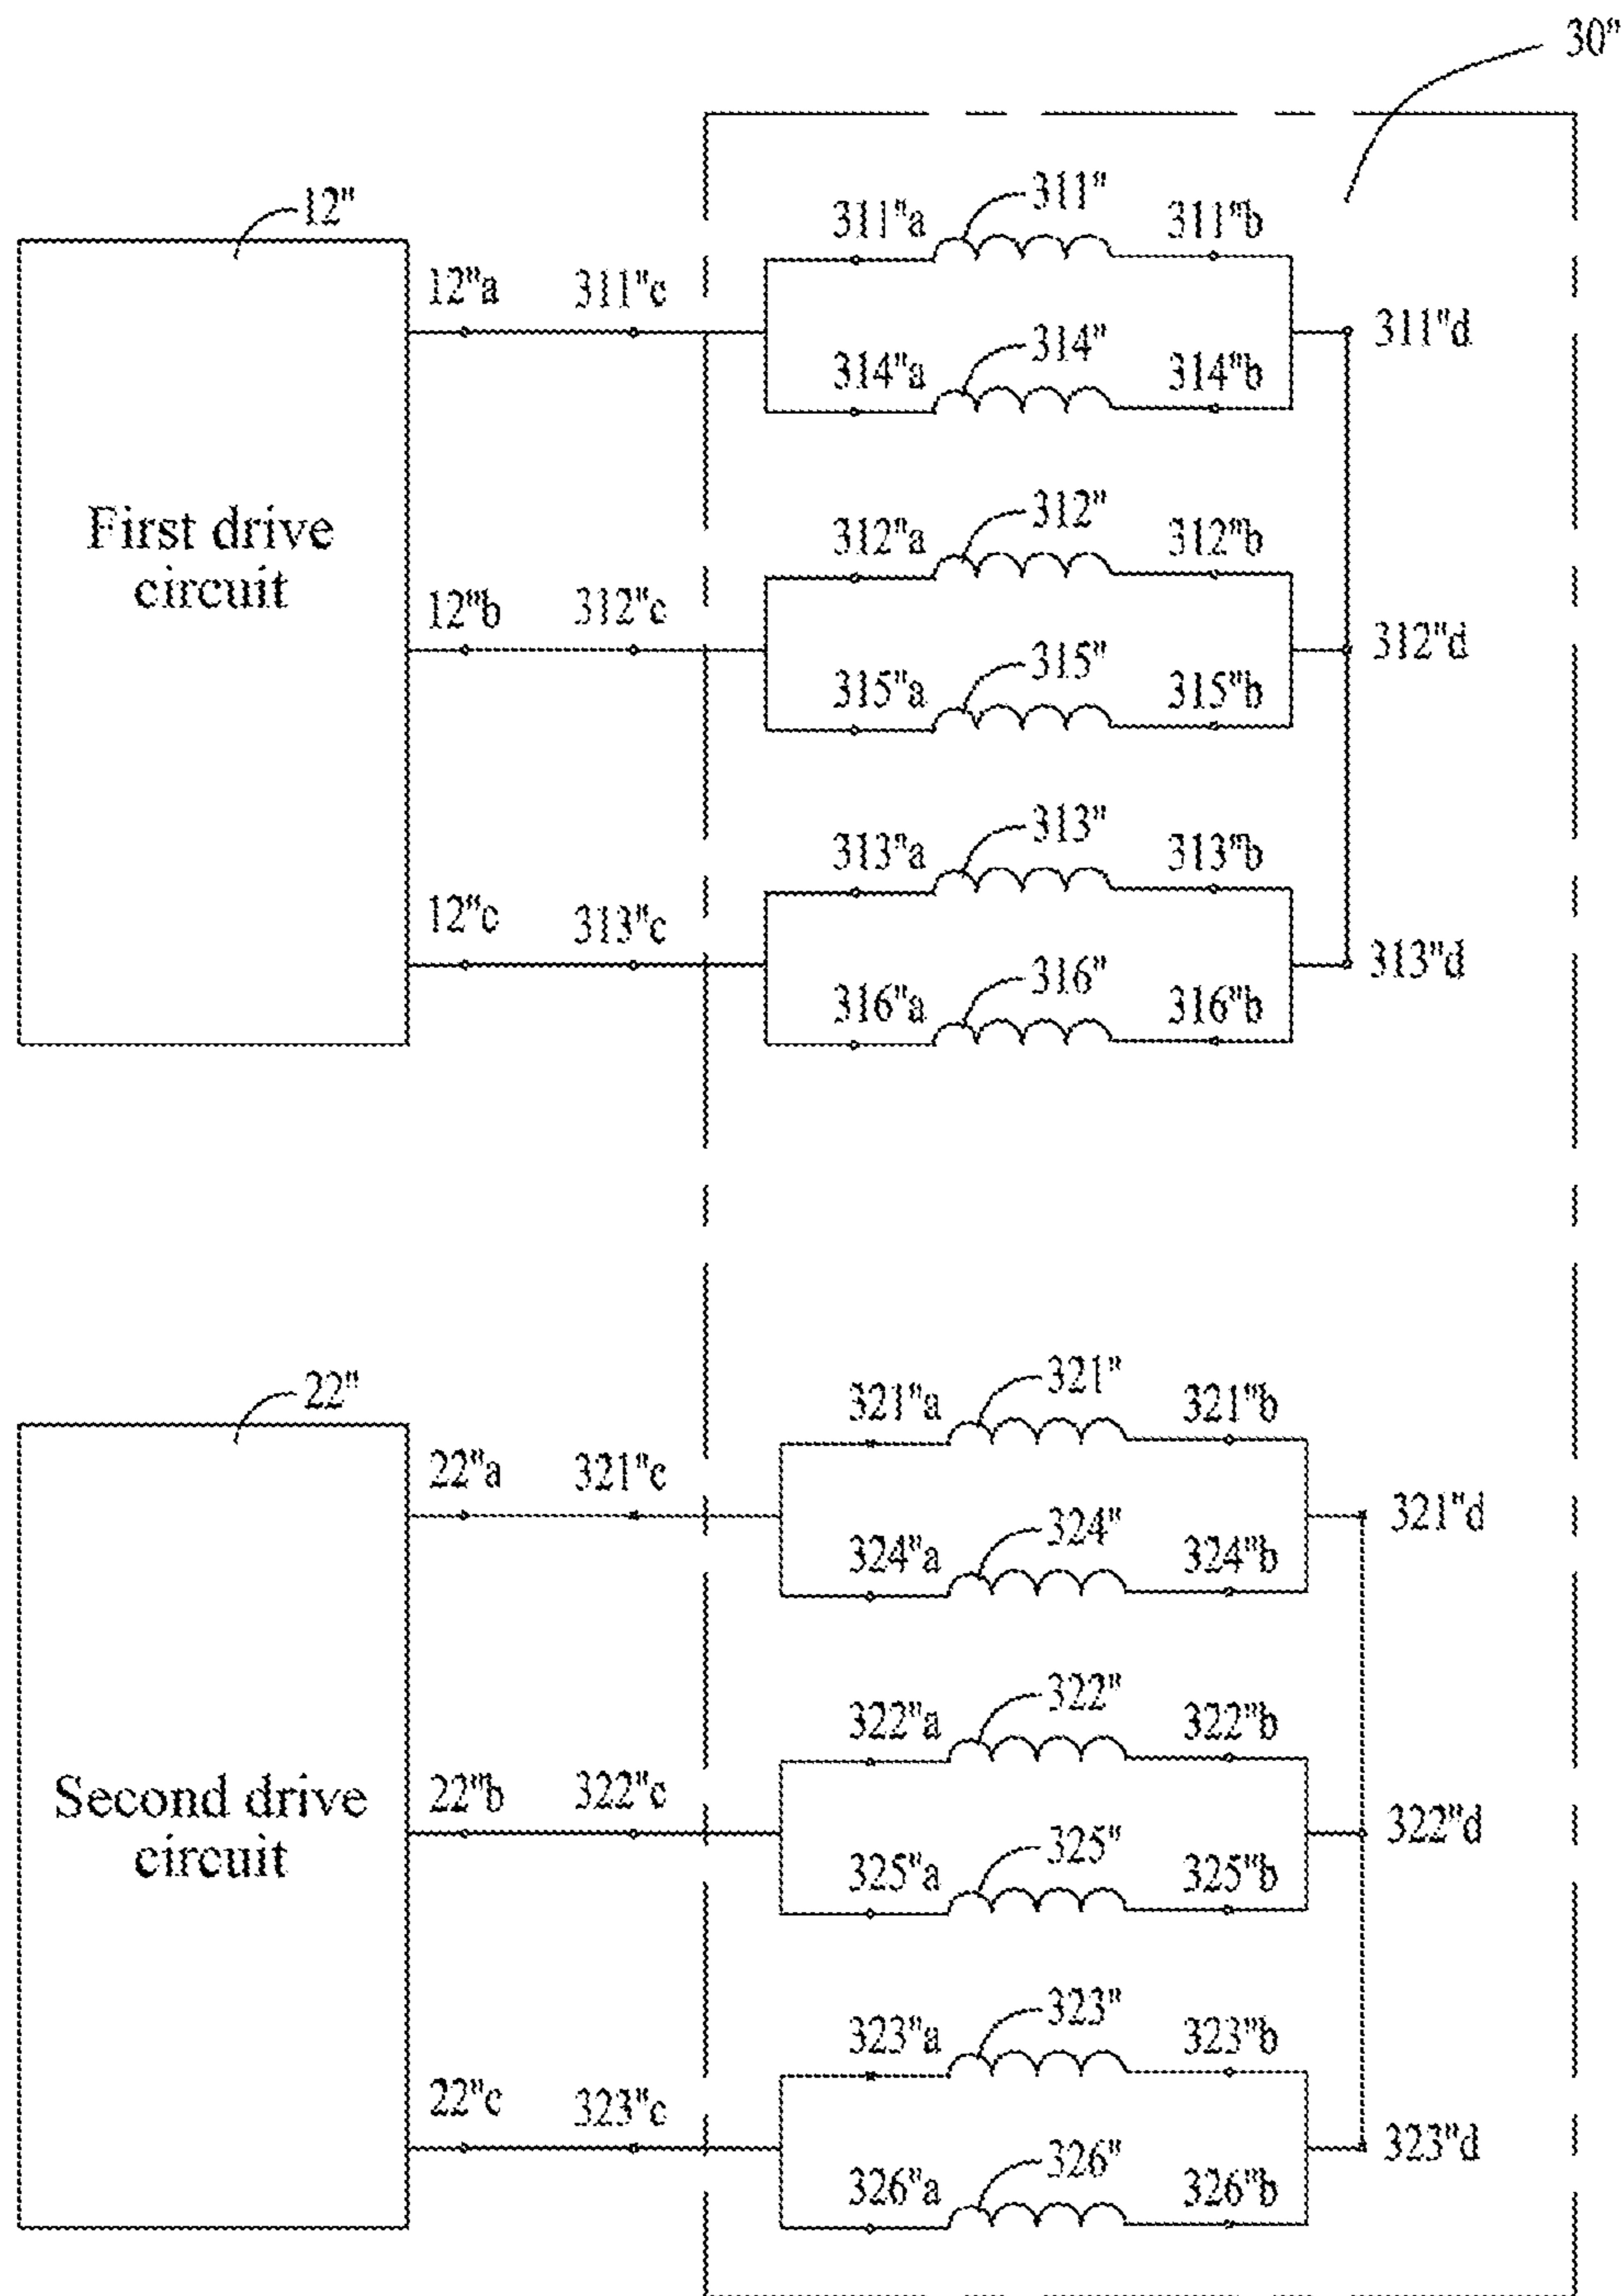 30"
12"
311"
311"a
311"b
12"a
311"c
311"d
314"
314"a
314"b
First drive
circuit
312"
312"a
312"b
12"b
312"c
312"d
315"
315"a
315"b
313"
313"a
313"b
12"c
313"c
313"d
316"
316"a
316"b
22"
321"
321"a
321"b
22"a
321"c
321"d
324"
324"a
324"b
Second drive
circuit
322"
322"a
322"b
22"b
322"c
322"d
325"
325"a
325"b
323"
323"a
323"b
22"c
323"c
323"d
326"
326"a
326"b